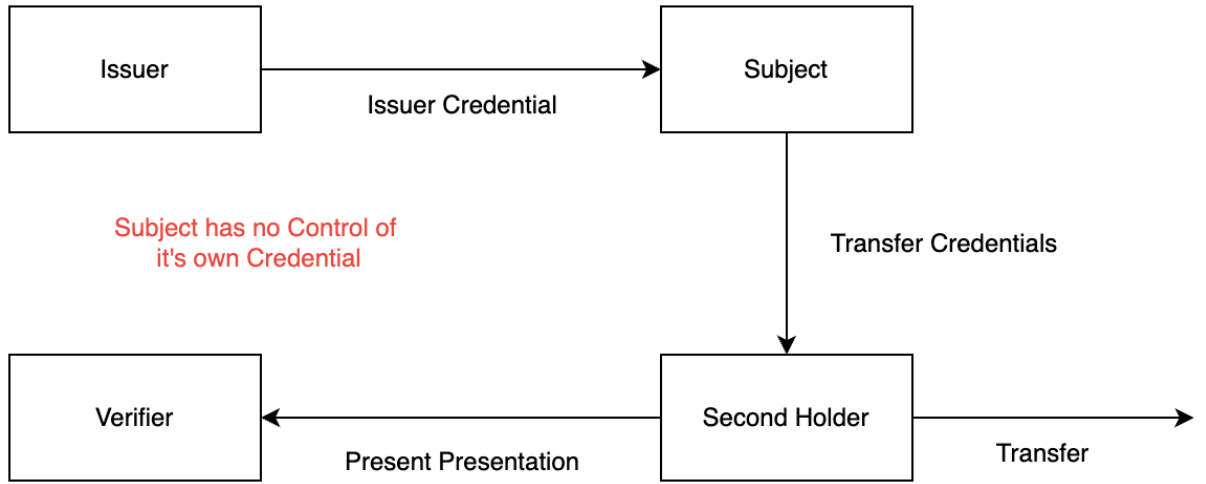 Issuer
Subject
Issuer Credential
Subject has no Control of
it's own Credential
Transfer Credentials
Verifier
Second Holder
Present Presentation
Transfer